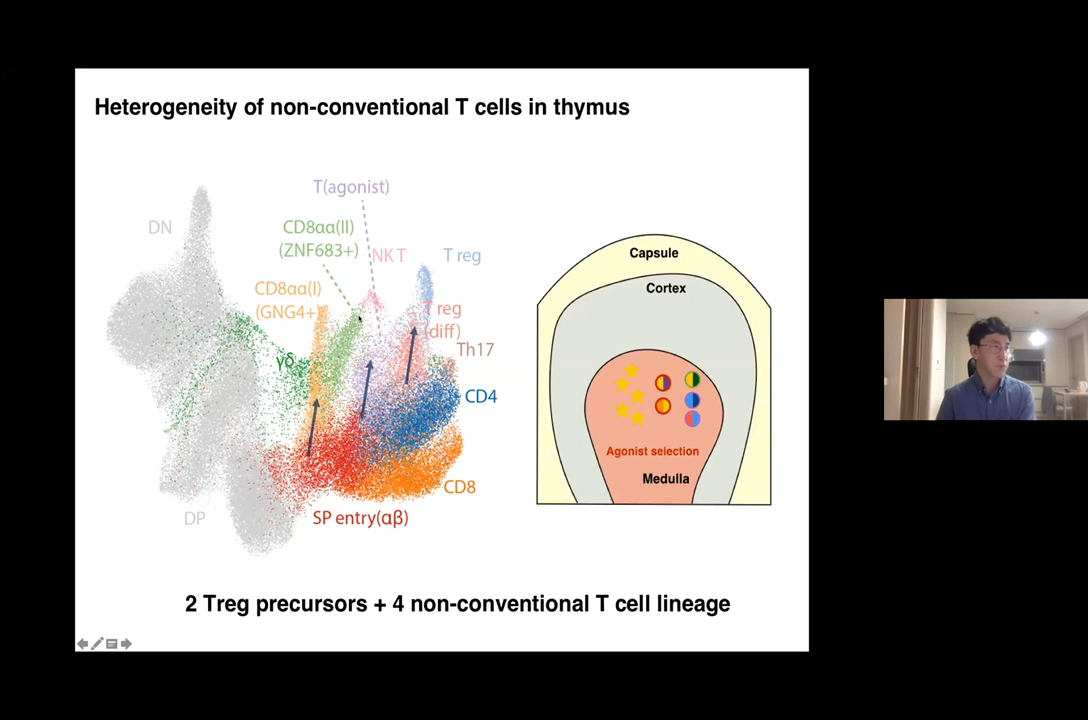 Heterogeneity of non-conventional T cells in thymus
T(agonist)
DN
CD8αα(II)
(ZNF683+)
NK T
T reg
CD8αα(I)
(GNG4+)
T reg
(diff)
γδ
Th17
CD4
CD8
DP
SP entry(αβ)
Capsule
Cortex
Agonist selection
Medulla
2 Treg precursors + 4 non-conventional T cell lineage